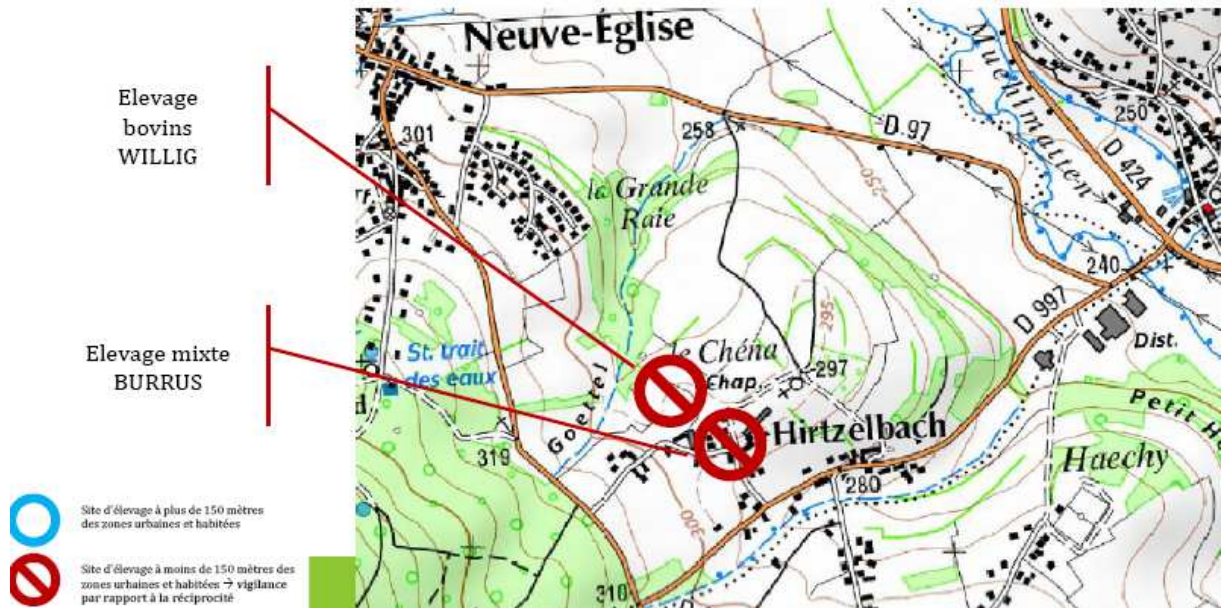 Elevage
bovins
WILLIG
Elevage mixte
BURRUS
Site d'élevage à plus de 150 mètres
des zones urbaines et habitées
Site d'élevage à moins de 150 mètres des
zones urbaines et habitées → vigilance
par rapport à la réciprocité
Neuve-Eglise
301
258
D 97
Muehlmatten
D 424
250
la Grande
Raie
250
240
D 997
Dist.
295
St. trait
des eaux
le Chéna
Chap.
297
Goettel
Hirtzelbach
Petit H
Haechy
319
280
300
310